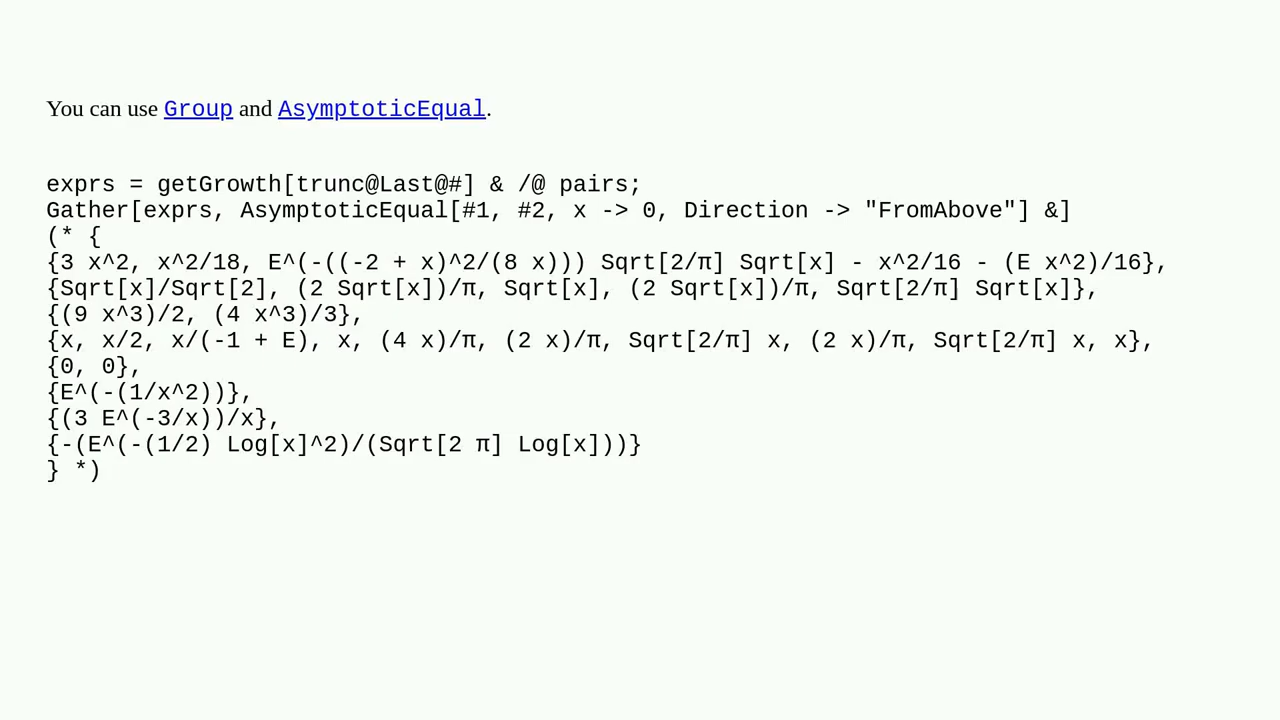 You can use Group and AsymptoticEqual.
exprs = getGrowth[trunc@Last@#] & /@ pairs;
Gather[exprs, AsymptoticEqual[#1, #2, x -> 0, Direction -> "FromAbove"] &]
(* {
{3 x^2, x^2/18, E^(-((-2 + x)^2/(8 x))) Sqrt[2/π] Sqrt[x] - x^2/16 - (E x^2)/16},
{Sqrt[x]/Sqrt[2], (2 Sqrt[x])/π, Sqrt[x], (2 Sqrt[x])/π, Sqrt[2/π] Sqrt[x]},
{(9 x^3)/2, (4 x^3)/3},
{x, x/2, x/(-1 + E), x, (4 x)/π, (2 x)/π, Sqrt[2/π] x, (2 x)/π, Sqrt[2/π] x, x},
{0, 0},
{E^(-(1/x^2))},
{(3 E^(-3/x))/x},
{-(E^(-(1/2) Log[x]^2)/(Sqrt[2 π] Log[x]))}
} *)